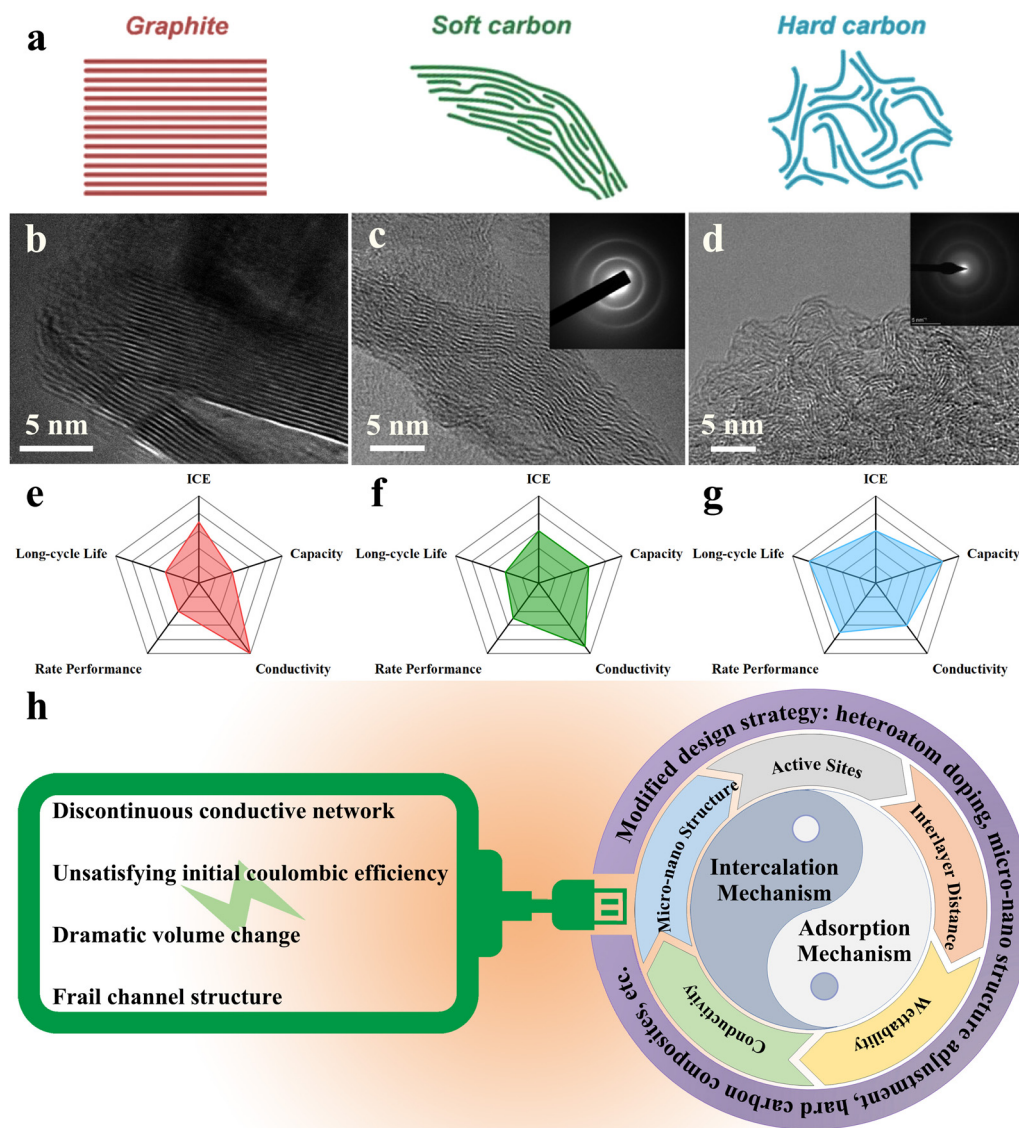 a
Graphite
Soft carbon
Hard carbon
b
5 nm
c
5 nm
d
5 nm⁻¹
5 nm
e
ICE
Long-cycle Life
Capacity
Rate Performance
Conductivity
f
ICE
Long-cycle Life
Capacity
Rate Performance
Conductivity
g
ICE
Long-cycle Life
Capacity
Rate Performance
Conductivity
h
Discontinuous conductive network
Unsatisfying initial coulombic efficiency
Dramatic volume change
Frail channel structure
Modified design strategy: heteroatom doping, micro-nano structure adjustment, hard carbon composites, etc.
Active Sites
Interlayer Distance
Wettability
Conductivity
Micro-nano Structure
Intercalation
Mechanism
Adsorption
Mechanism